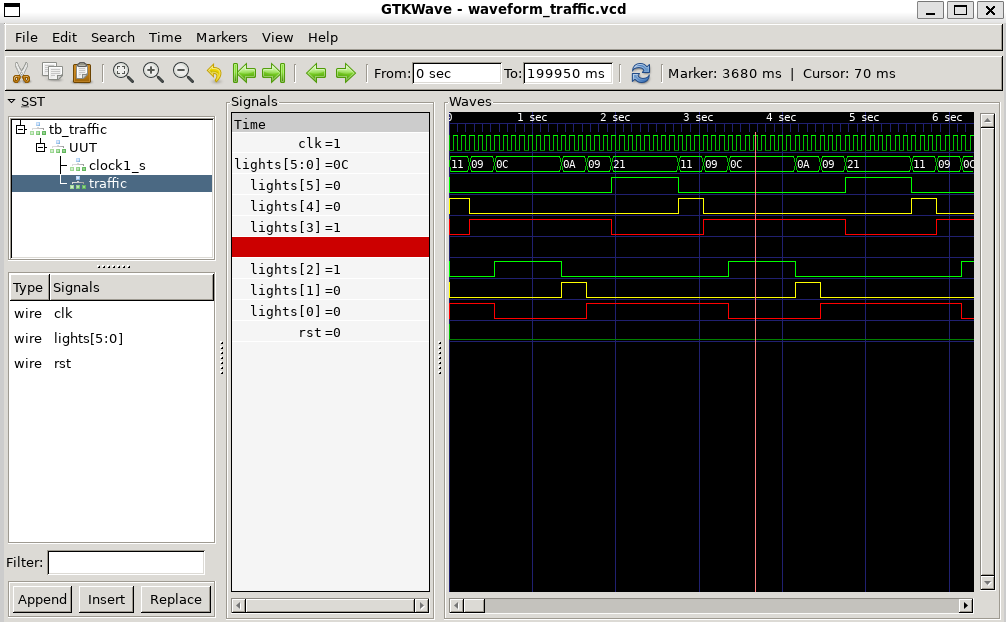 GTKWave - waveform_traffic.vcd
File Edit Search Time Markers View Help
From: 0 sec To: 199950 ms Marker: 3680 ms | Cursor: 70 ms
SST
tb_traffic
UUT
clock1_s
traffic
Type Signals
wire clk
wire lights[5:0]
wire rst
Filter:
Append Insert Replace
Signals
Time
clk=1
lights[5:0]=0C
lights[5]=0
lights[4]=0
lights[3]=1
lights[2]=1
lights[1]=0
lights[0]=0
rst=0
Waves
0 1 sec 2 sec 3 sec 4 sec 5 sec 6 sec
11 09 0C 0A 09 21 11 09 0C 0A 09 21 11 09 0C